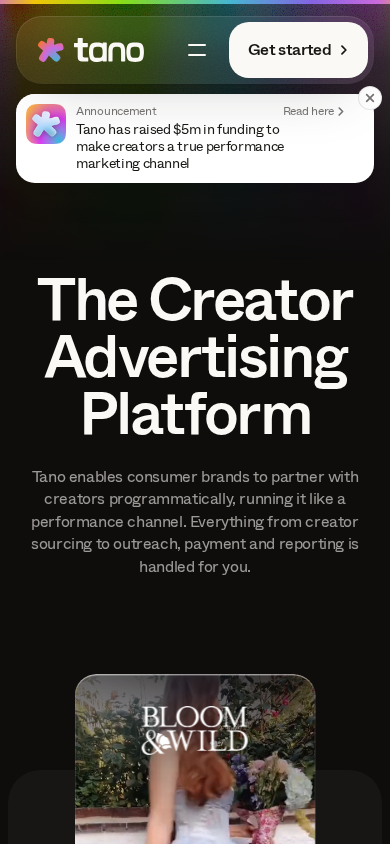 tano
Get started
Announcement
Read here
Tano has raised $5m in funding to
make creators a true performance
marketing channel
The Creator
Advertising
Platform
Tano enables consumer brands to partner with
creators programmatically, running it like a
performance channel. Everything from creator
sourcing to outreach, payment and reporting is
handled for you.
BLOOM
&WILD